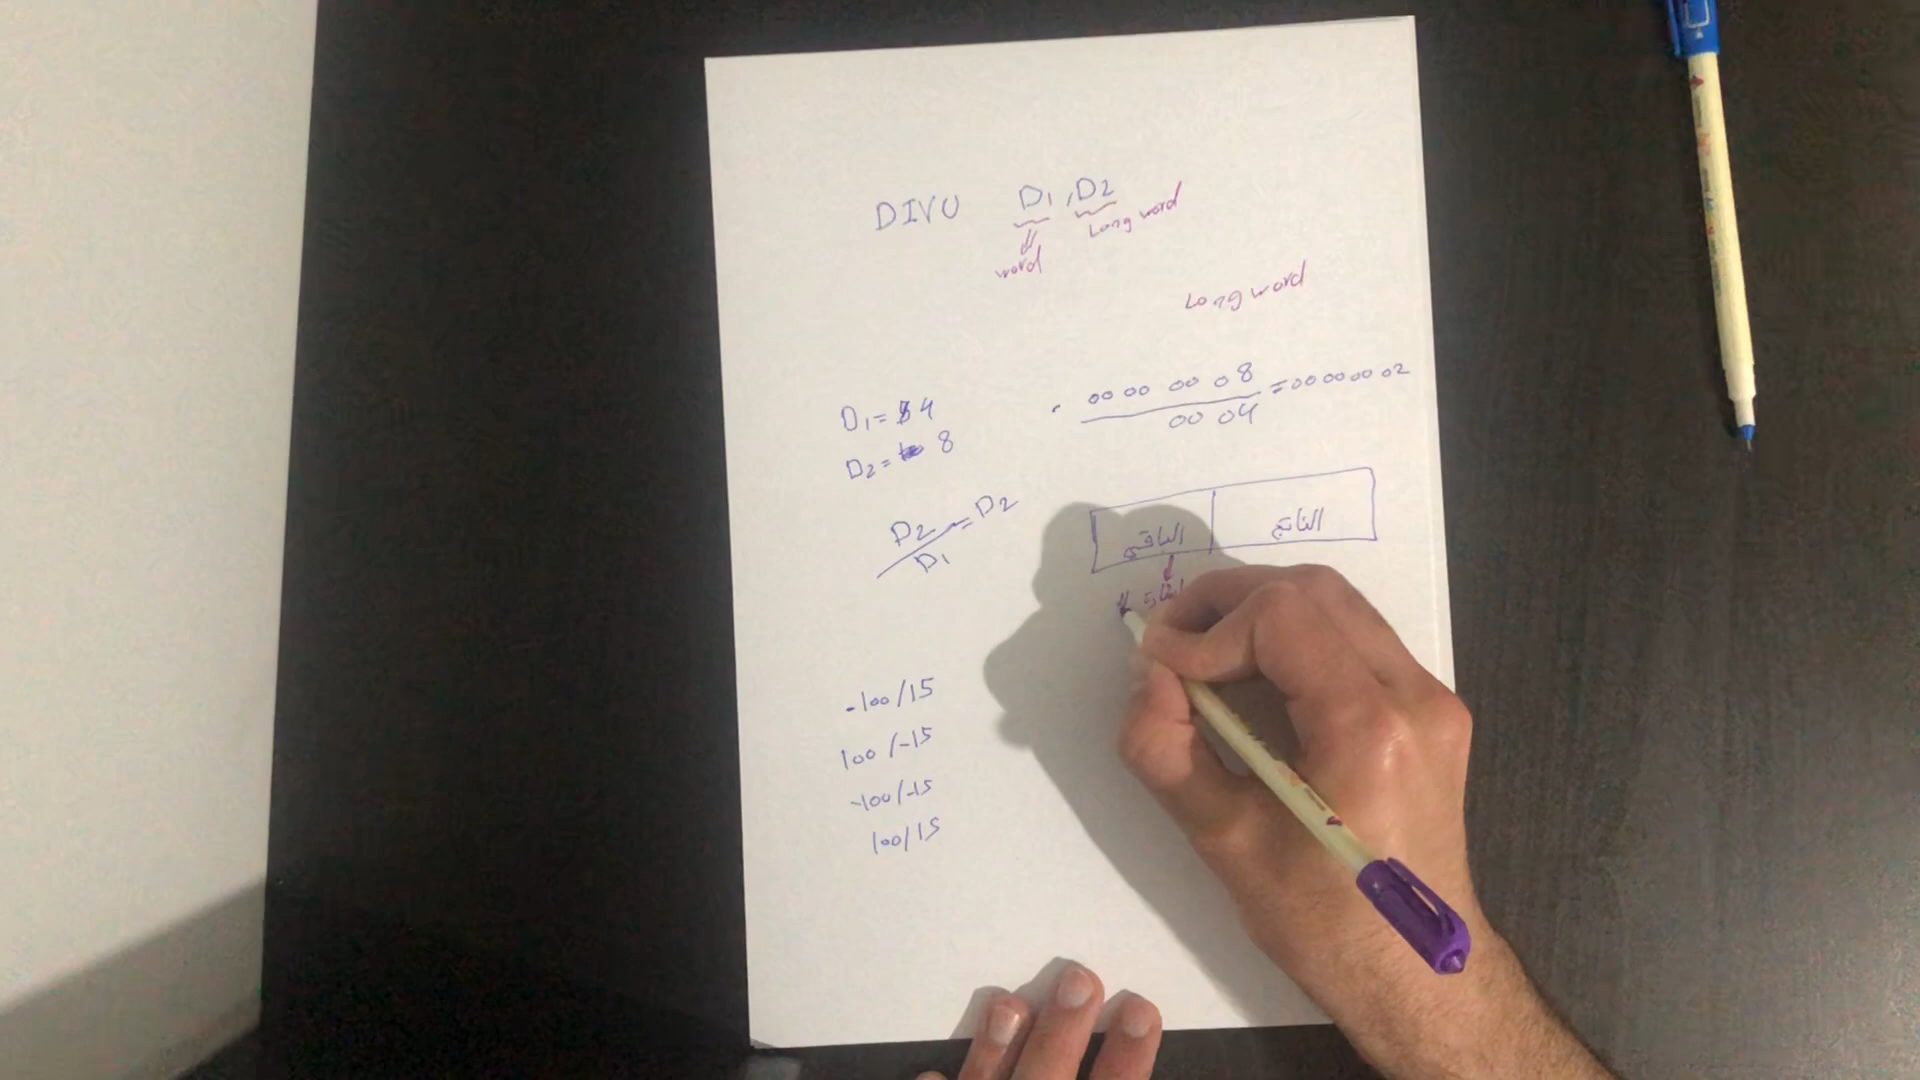 DIVU D1 , D2
word
Long word
Long word
D1 = 4
D2 = 8
00 00 00 08 / 00 04 = 00 00 00 02
D2 / D1 = D2
الباقي
الناتج
-100/15
100/-15
-100/-15
100/15